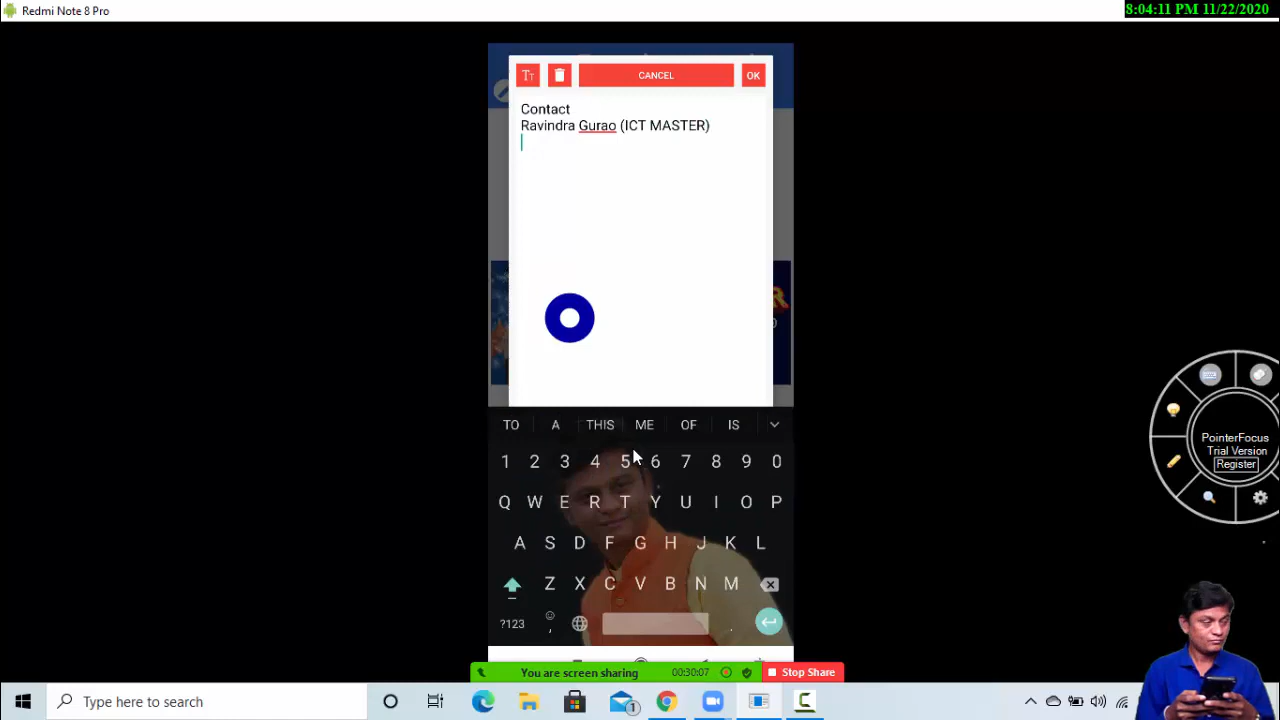 Redmi Note 8 Pro
8:04:11 PM 11/22/2020
TT
CANCEL
OK
Contact
Ravindra Gurao (ICT MASTER)
TO A THIS ME OF IS
1 2 3 4 5 6 7 8 9 0
Q W E R T Y U I O P
A S D F G H J K L
Z X C V B N M
?123 , .
PointerFocus
Trial Version
Register
You are screen sharing
00:30:07
Stop Share
Type here to search
1